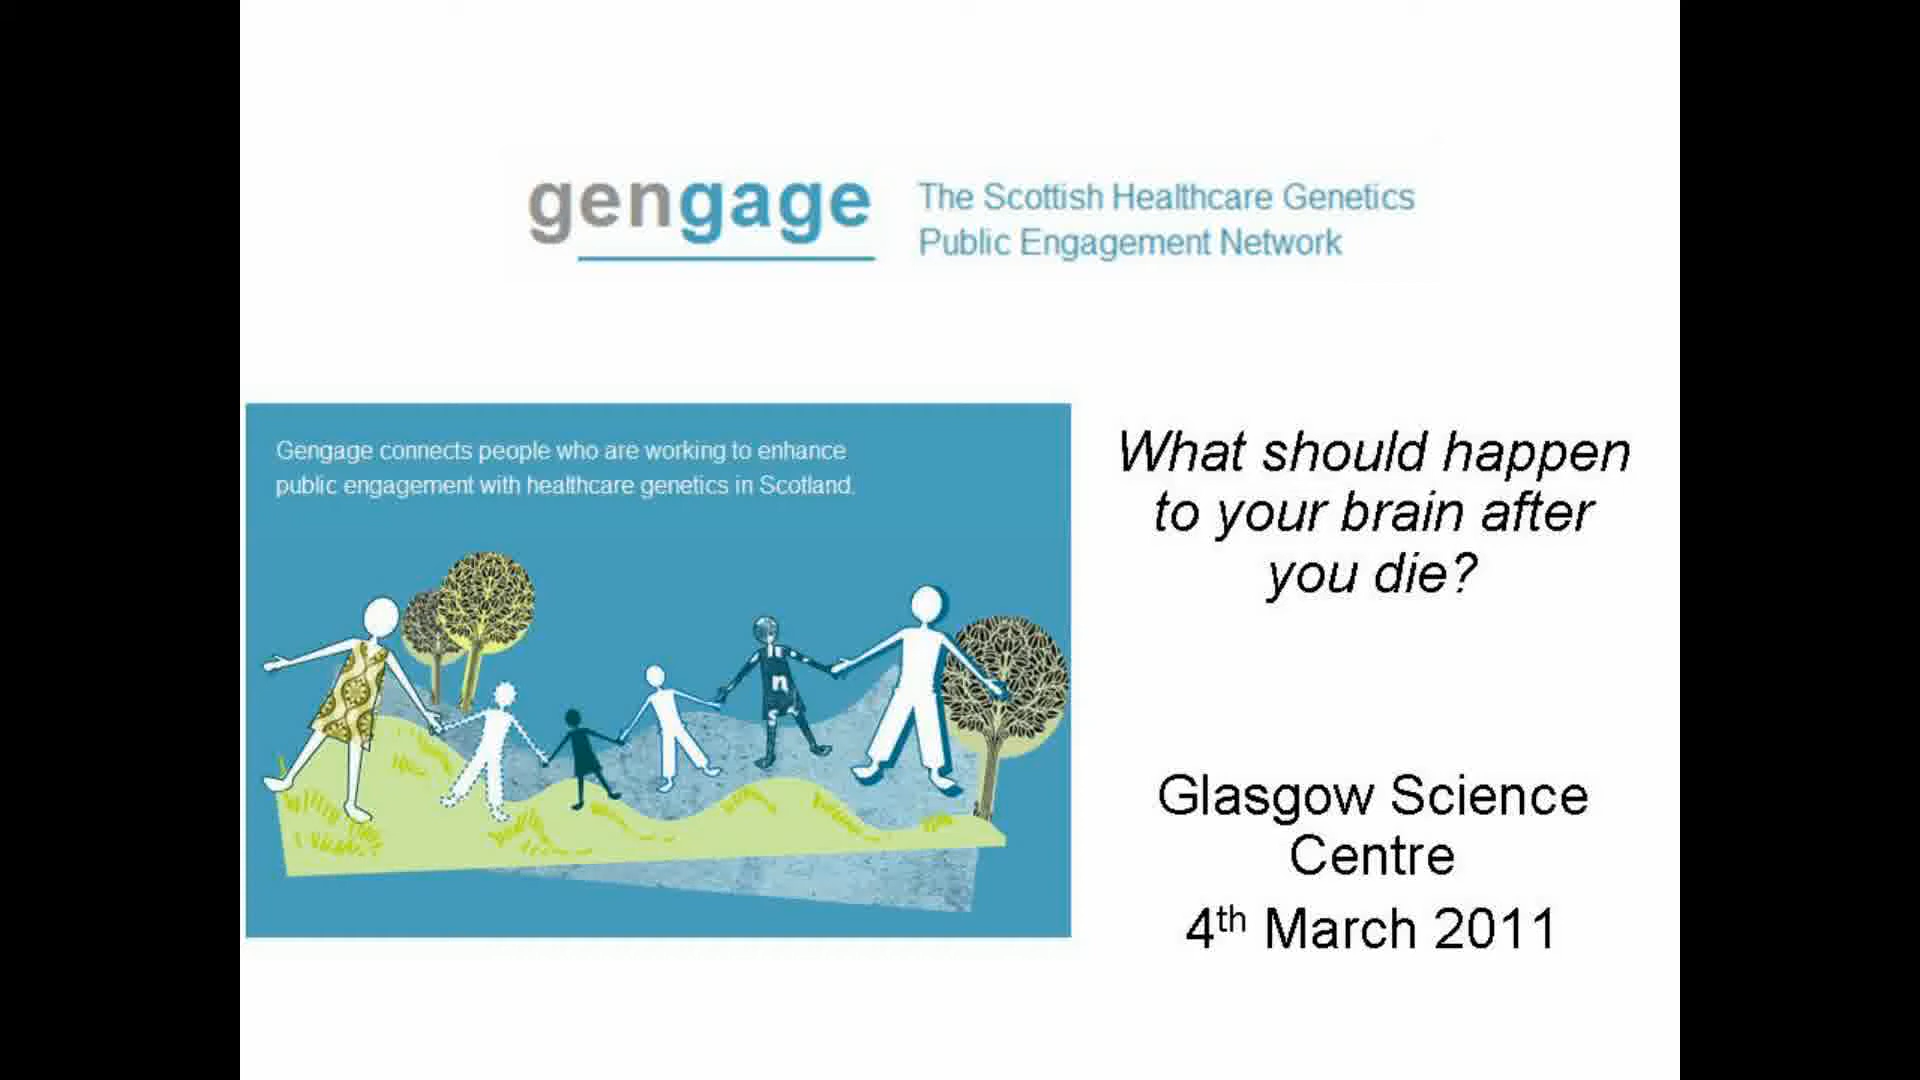 gengage
The Scottish Healthcare Genetics
Public Engagement Network
Gengage connects people who are working to enhance
public engagement with healthcare genetics in Scotland.
What should happen
to your brain after
you die?
Glasgow Science
Centre
4th March 2011